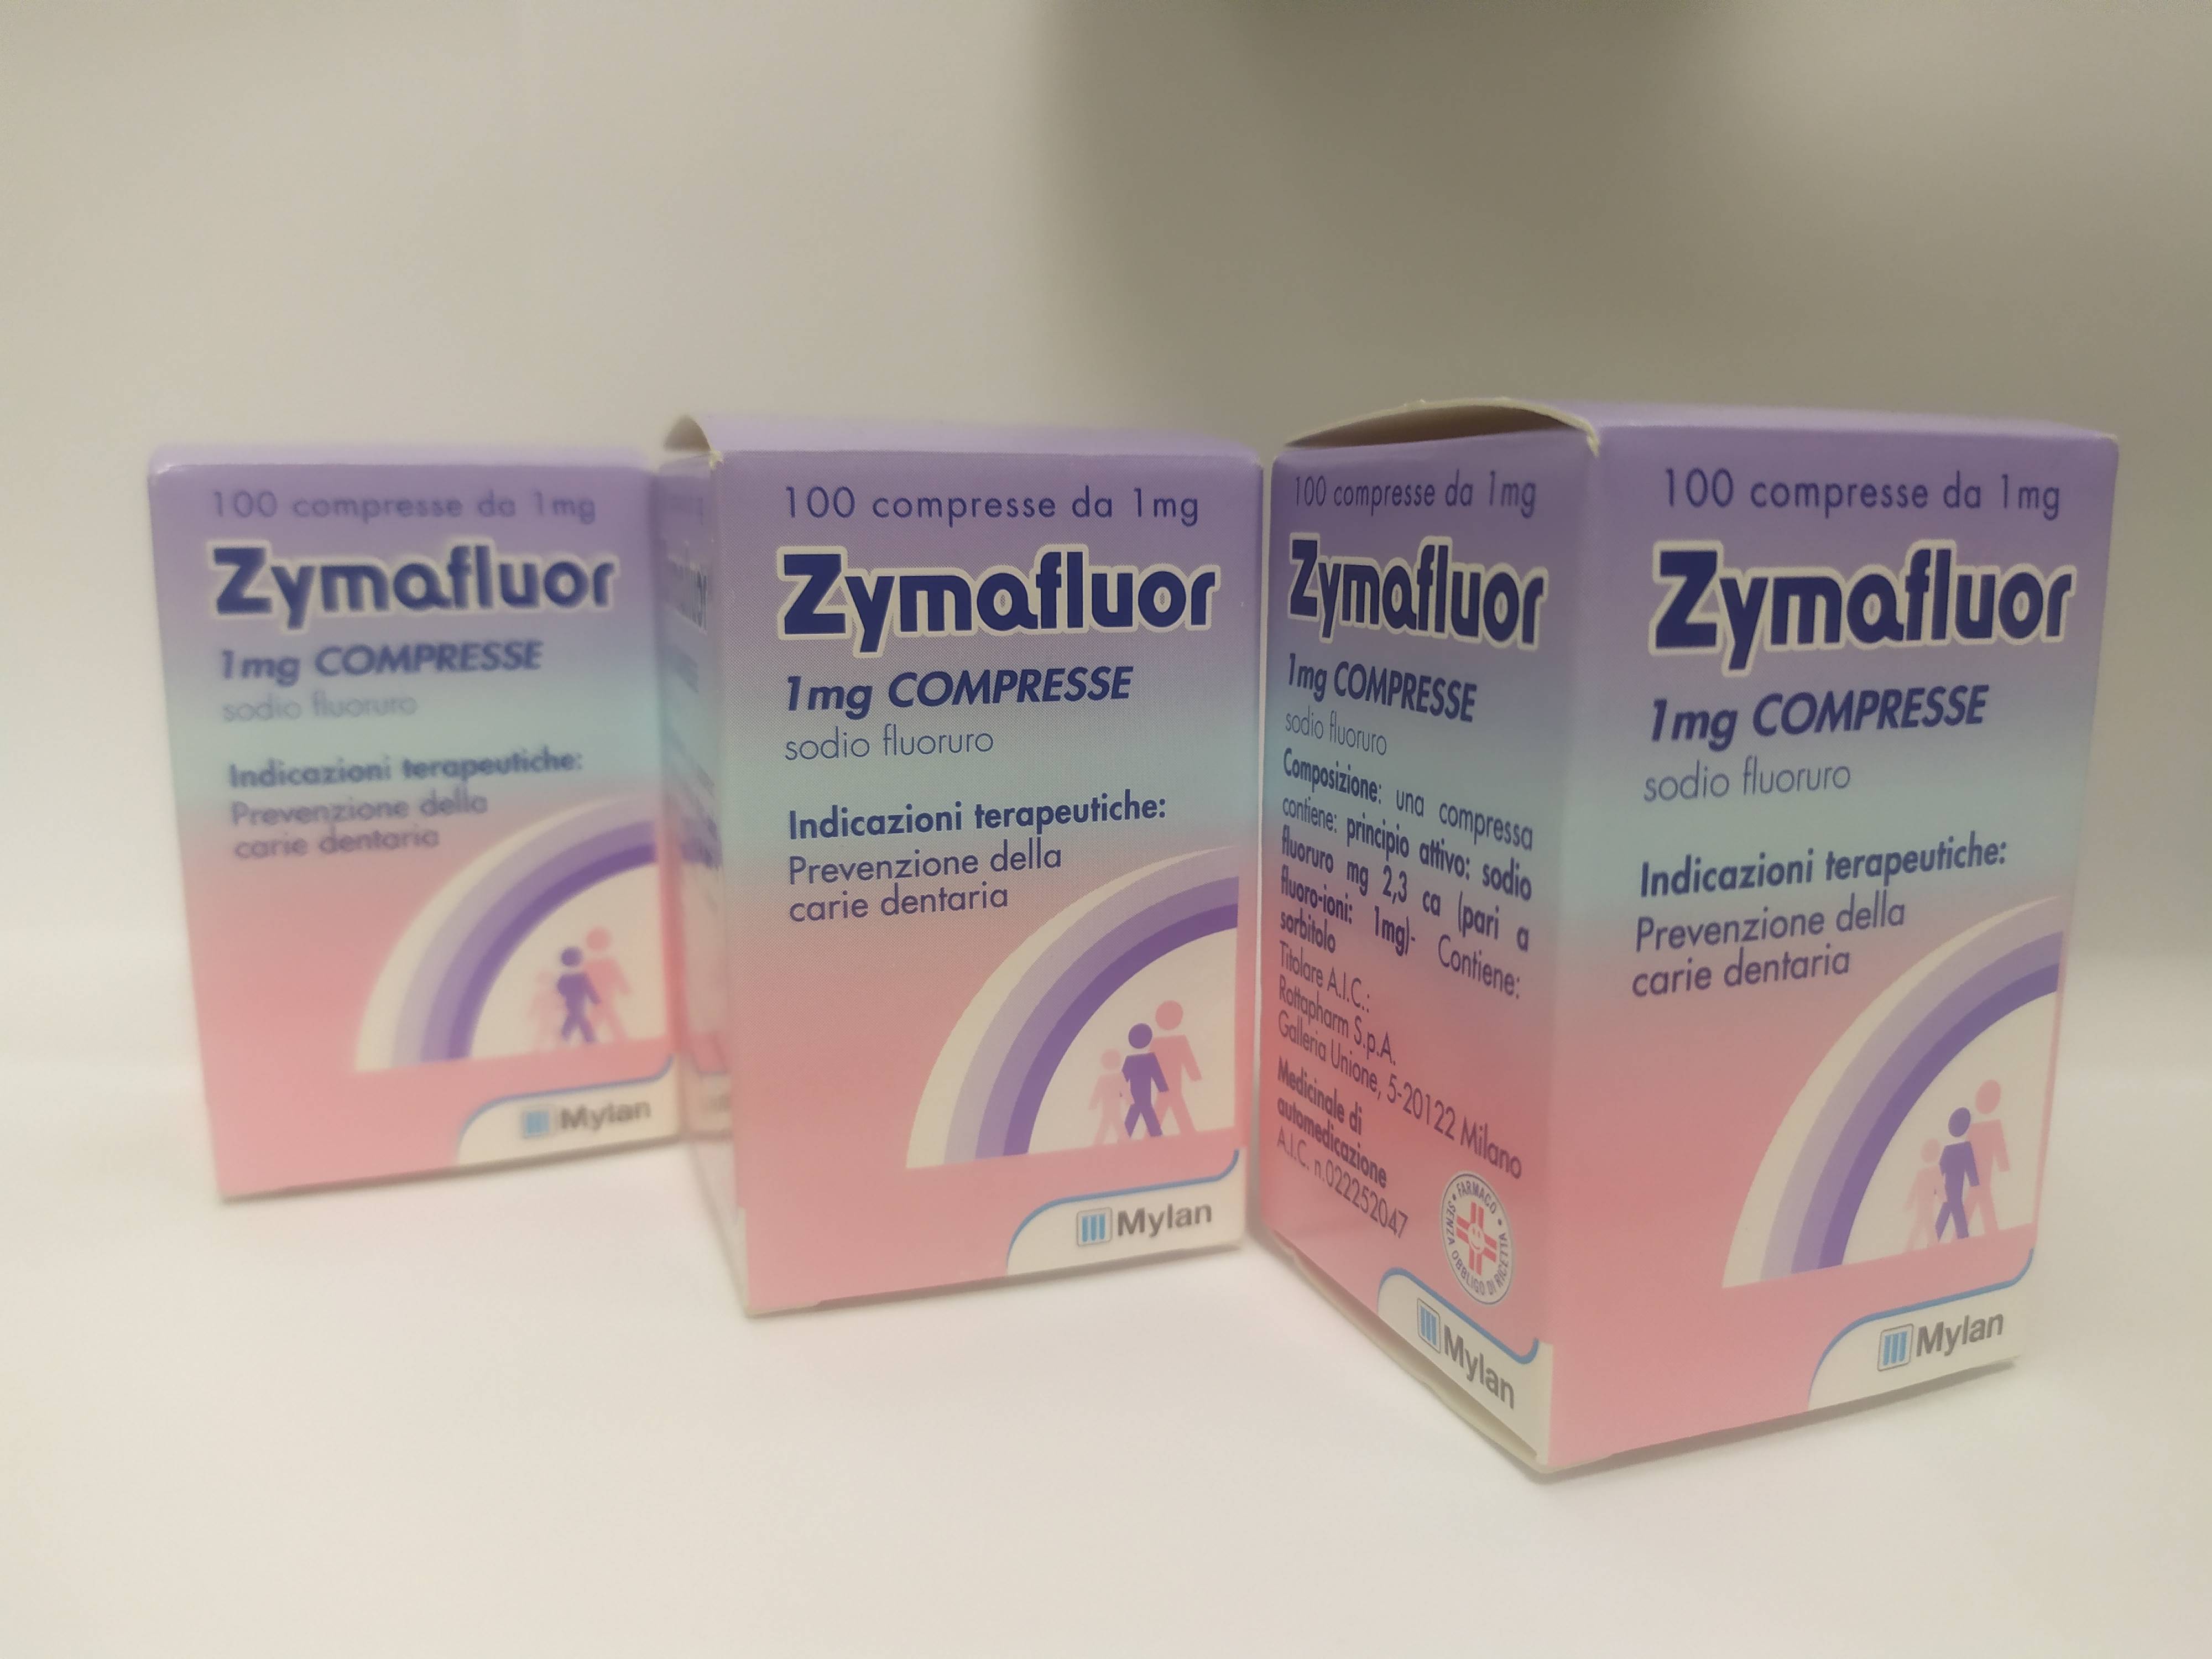 100 compresse da 1mg
Zymafluor
1mg COMPRESSE
sodio fluoruro
Indicazioni terapeutiche:
Prevenzione della
carie dentaria
Mylan
100 compresse da 1mg
Zymafluor
1mg COMPRESSE
sodio fluoruro
Indicazioni terapeutiche:
Prevenzione della
carie dentaria
Mylan
100 compresse da 1mg
Zymafluor
1mg COMPRESSE
sodio fluoruro
Composizione: una compressa
contiene: principio attivo: sodio
fluoruro mg 2,3 ca (pari a
fluoro-ioni: 1mg)- Contiene:
sorbitolo
Titolare A.I.C.:
Rottapharm S.p.A.
Galleria Unione, 5-20122 Milano
Medicinale di
automedicazione
A.I.C. n.022252047
FARMACO • SENZA OBBLIGO DI RICETTA •
Mylan
100 compresse da 1mg
Zymafluor
1mg COMPRESSE
sodio fluoruro
Indicazioni terapeutiche:
Prevenzione della
carie dentaria
Mylan